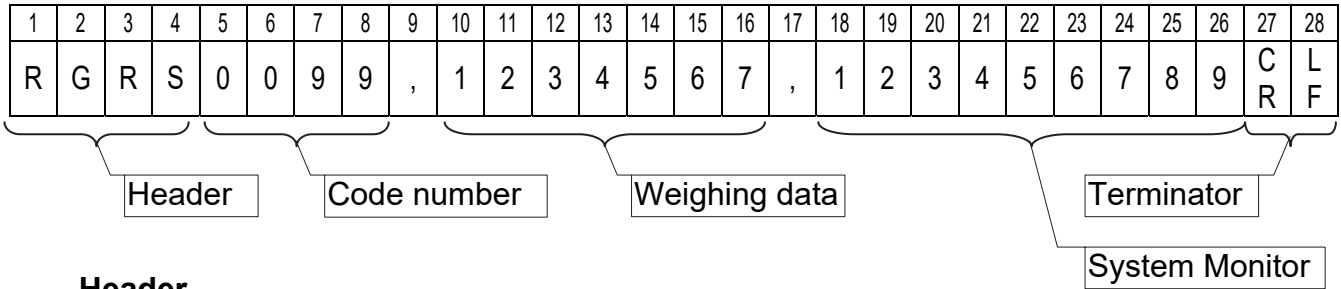 1 2 3 4 5 6 7 8 9 10 11 12 13 14 15 16 17 18 19 20 21 22 23 24 25 26 27 28
R G R S 0 0 9 9 , 1 2 3 4 5 6 7 , 1 2 3 4 5 6 7 8 9 CR LF
Header Code number Weighing data Terminator
System Monitor
Header